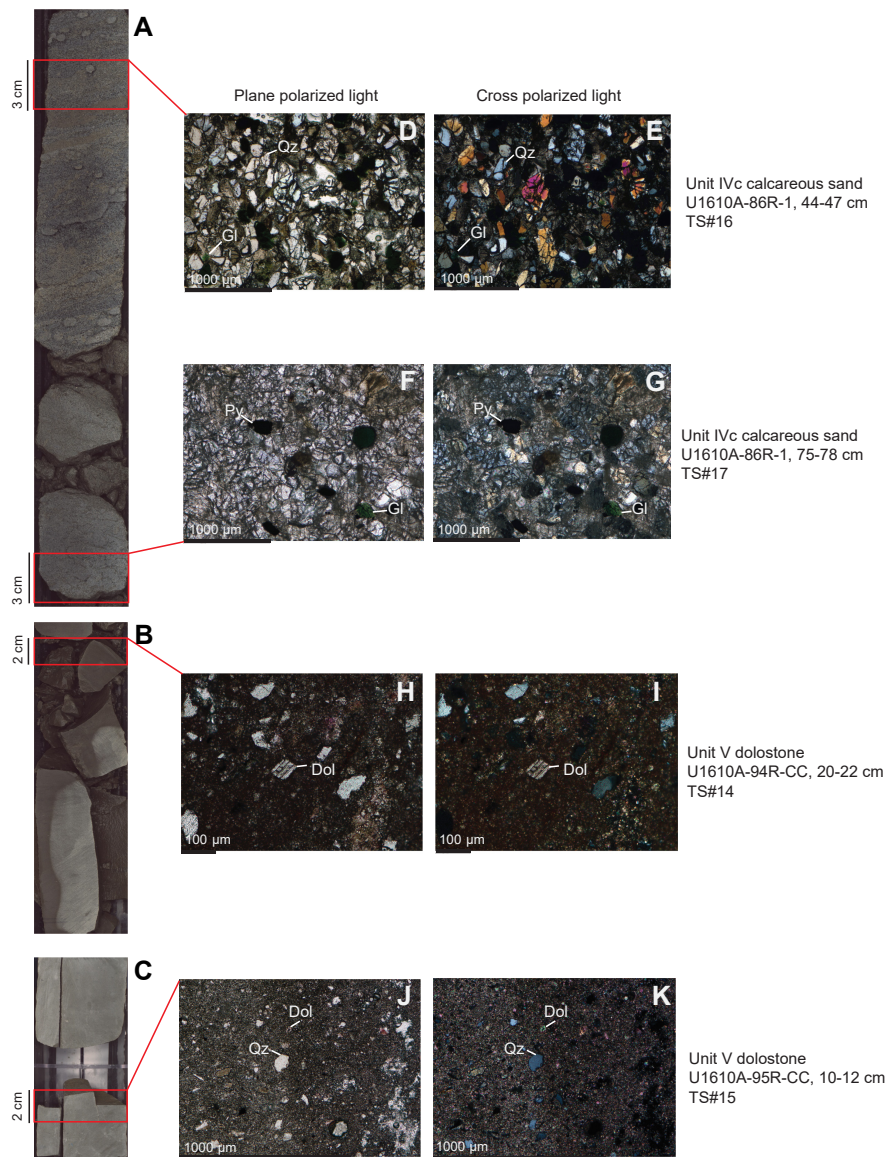 A
3 cm
Plane polarized light
Cross polarized light
D
Qz
Gl
1000 µm
E
Qz
Gl
1000 µm
Unit IVc calcareous sand
U1610A-86R-1, 44-47 cm
TS#16
F
Py
Gl
1000 µm
G
Py
Gl
1000 µm
Unit IVc calcareous sand
U1610A-86R-1, 75-78 cm
TS#17
3 cm
B
2 cm
H
Dol
100 µm
I
Dol
100 µm
Unit V dolostone
U1610A-94R-CC, 20-22 cm
TS#14
C
2 cm
J
Dol
Qz
1000 µm
K
Dol
Qz
1000 µm
Unit V dolostone
U1610A-95R-CC, 10-12 cm
TS#15